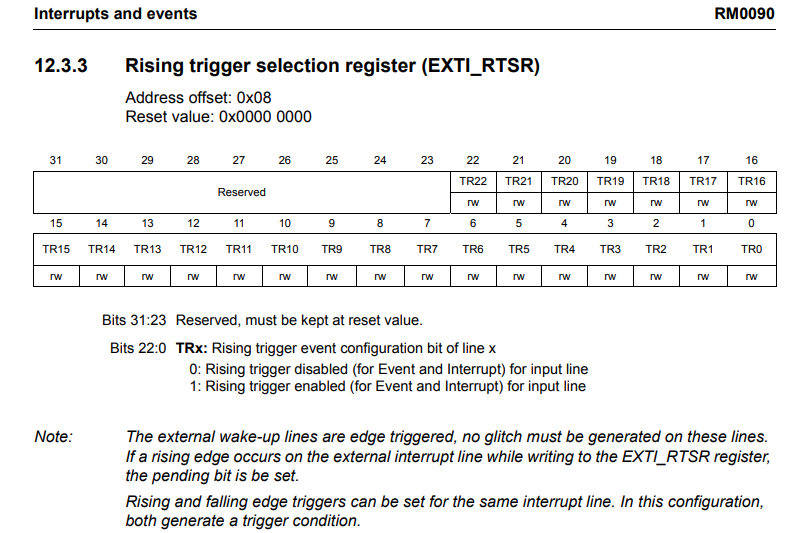 Interrupts and events RM0090
12.3.3 Rising trigger selection register (EXTI_RTSR)
Address offset: 0x08
Reset value: 0x0000 0000
31 30 29 28 27 26 25 24 23 22 21 20 19 18 17 16
Reserved TR22 TR21 TR20 TR19 TR18 TR17 TR16
rw rw rw rw rw rw rw
15 14 13 12 11 10 9 8 7 6 5 4 3 2 1 0
TR15 TR14 TR13 TR12 TR11 TR10 TR9 TR8 TR7 TR6 TR5 TR4 TR3 TR2 TR1 TR0
rw rw rw rw rw rw rw rw rw rw rw rw rw rw rw rw
Bits 31:23 Reserved, must be kept at reset value.
Bits 22:0 TRx: Rising trigger event configuration bit of line x
0: Rising trigger disabled (for Event and Interrupt) for input line
1: Rising trigger enabled (for Event and Interrupt) for input line
Note: The external wake-up lines are edge triggered, no glitch must be generated on these lines.
If a rising edge occurs on the external interrupt line while writing to the EXTI_RTSR register,
the pending bit is be set.
Rising and falling edge triggers can be set for the same interrupt line. In this configuration,
both generate a trigger condition.